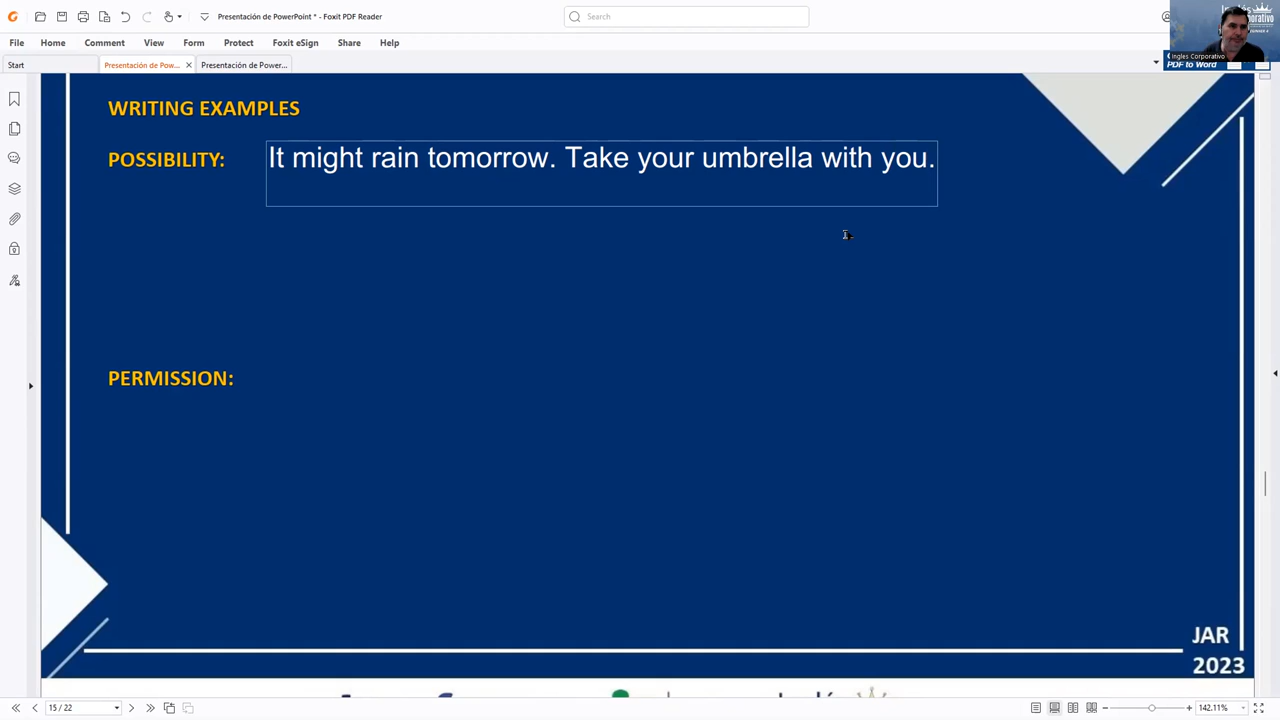 Presentación de PowerPoint * - Foxit PDF Reader
Search
File Home Comment View Form Protect Foxit eSign Share Help
Ingles Corporativo
PDF to Word
Start
Presentación de Pow...
Presentación de Power...
WRITING EXAMPLES
POSSIBILITY: It might rain tomorrow. Take your umbrella with you.
PERMISSION:
JAR
2023
15 / 22
142.11%